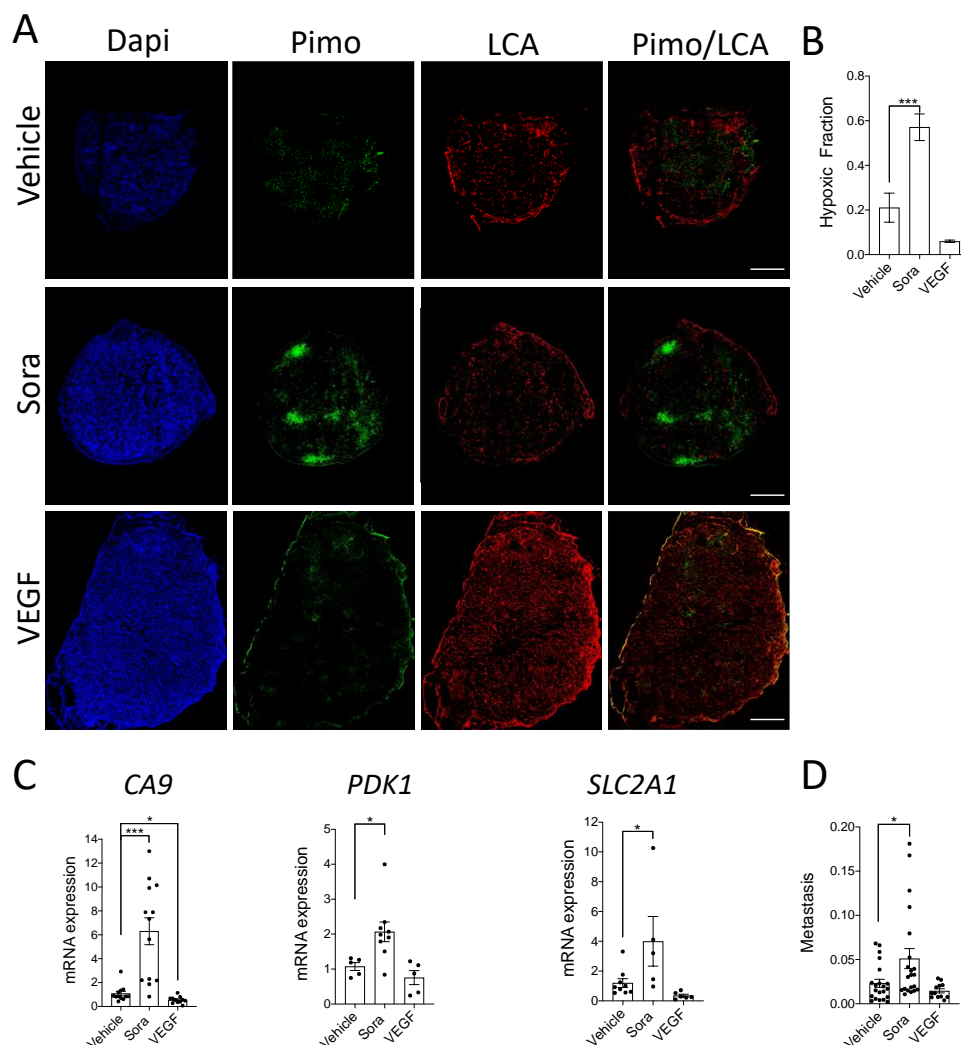 A
Dapi Pimo LCA Pimo/LCA
Vehicle
Sora
VEGF
B
Hypoxic Fraction
0.8
0.6
0.4
0.2
0.0
***
Vehicle Sora VEGF
C
CA9
mRNA expression
14
12
10
8
6
4
2
0
*
***
Vehicle Sora VEGF
PDK1
mRNA expression
5
4
3
2
1
0
*
Vehicle Sora VEGF
SLC2A1
mRNA expression
12
10
8
6
4
2
0
*
Vehicle Sora VEGF
D
Metastasis
0.20
0.15
0.10
0.05
0.00
*
Vehicle Sora VEGF